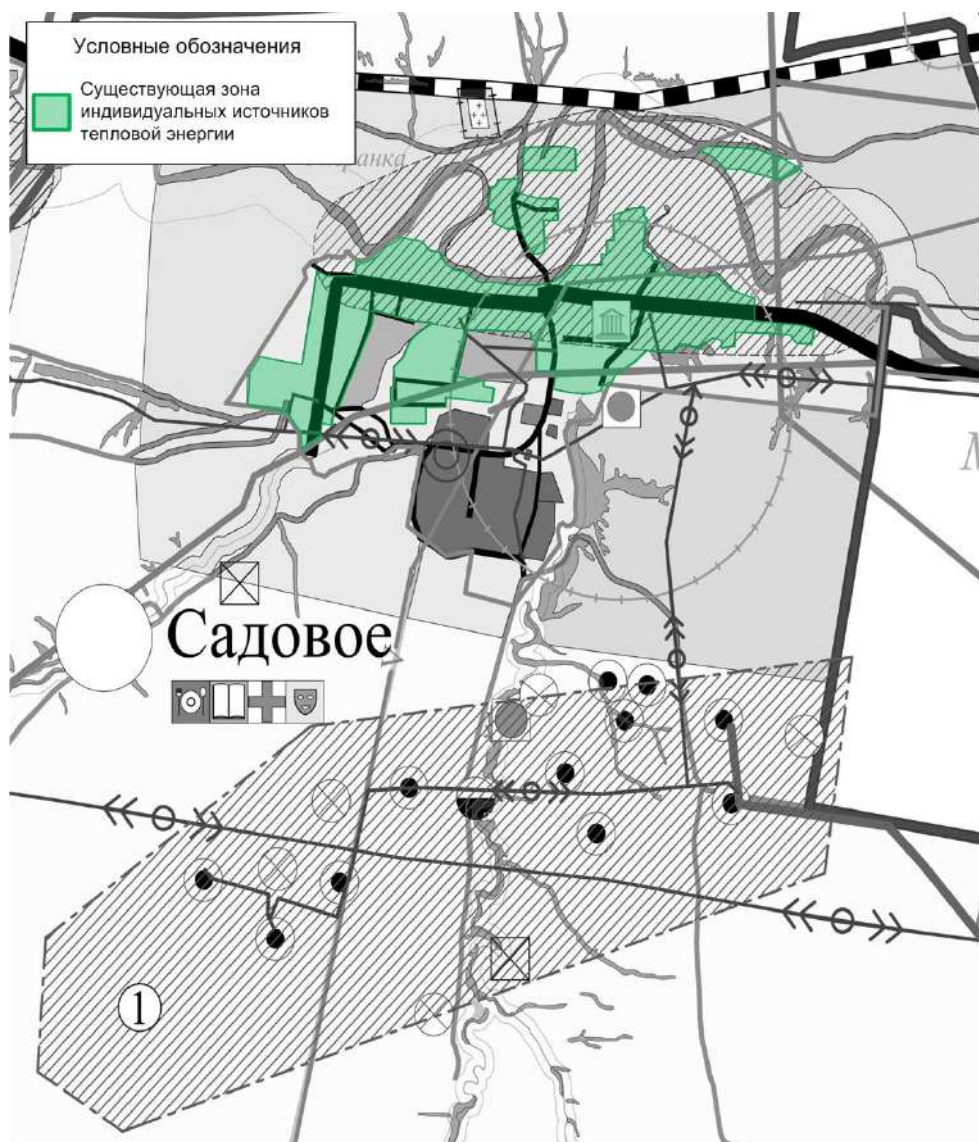 Условные обозначения
Существующая зона
индивидуальных источников
тепловой энергии
Садовое
1